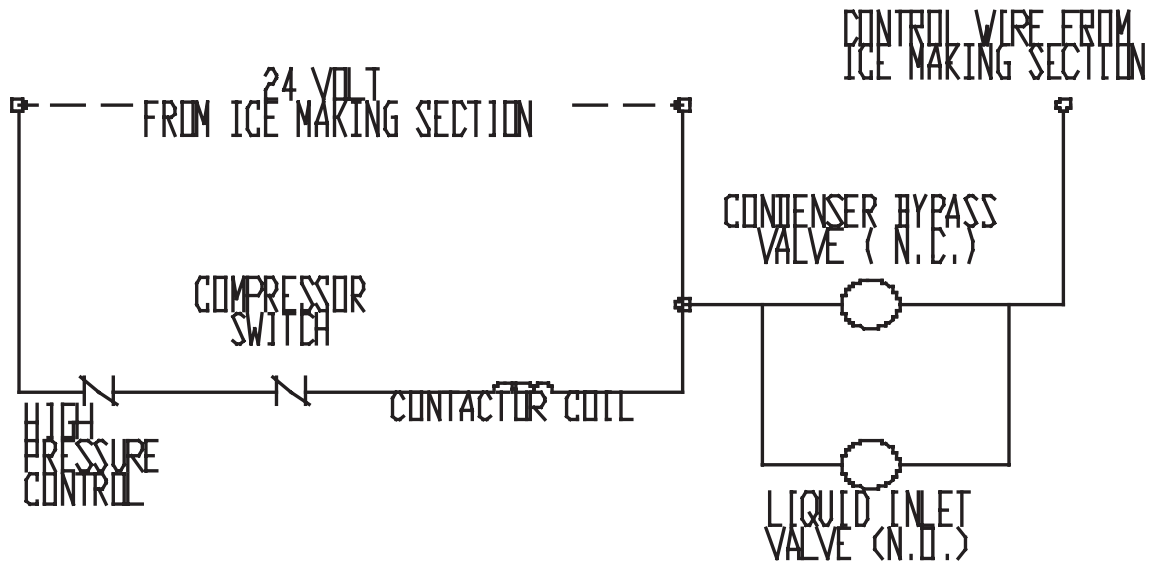 CONTROL WIRE FROM
ICE MAKING SECTION
24 VOLT
FROM ICE MAKING SECTION
CONDENSER BYPASS
VALVE ( N.C.)
COMPRESSOR
SWITCH
CONTACTOR COIL
HIGH
PRESSURE
CONTROL
LIQUID INLET
VALVE (N.O.)